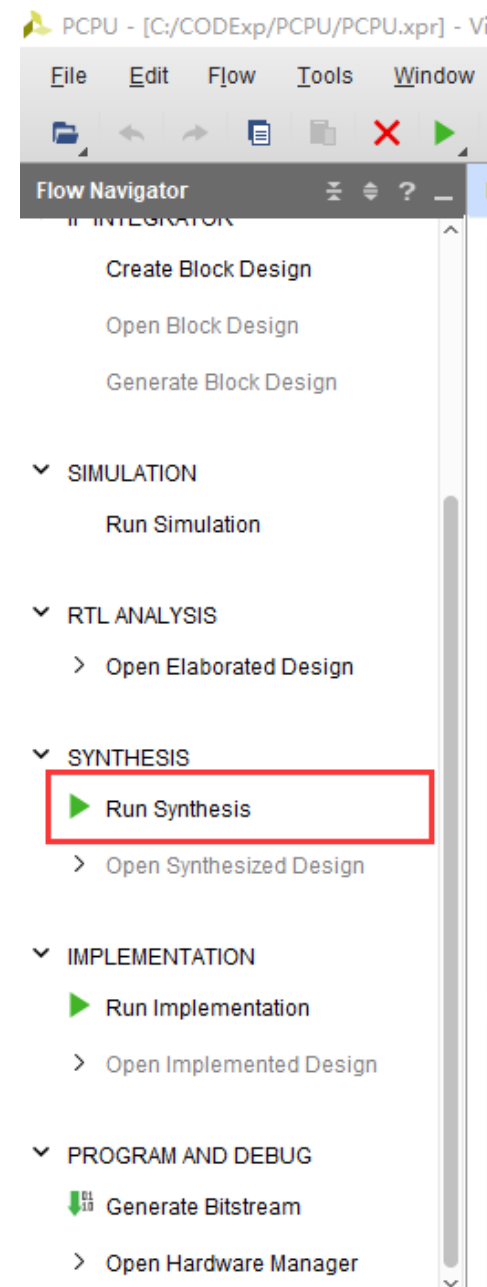 PCPU - [C:/CODExp/PCPU/PCPU.xpr] - Vi
File Edit Flow Tools Window
Flow Navigator ?
IP INTEGRATOR
Create Block Design
Open Block Design
Generate Block Design
SIMULATION
Run Simulation
RTL ANALYSIS
Open Elaborated Design
SYNTHESIS
Run Synthesis
Open Synthesized Design
IMPLEMENTATION
Run Implementation
Open Implemented Design
PROGRAM AND DEBUG
Generate Bitstream
Open Hardware Manager